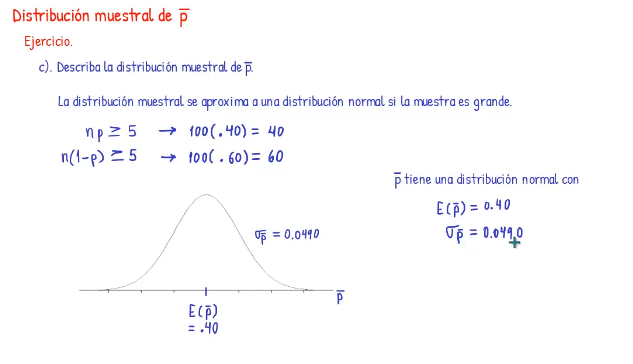 Distribución muestral de p̅
Ejercicio.
c). Describa la distribución muestral de p̅.
La distribución muestral se aproxima a una distribución normal si la muestra es grande.
np ≥ 5 → 100(.40) = 40
n(1-p) ≥ 5 → 100(.60) = 60
p̅ tiene una distribución normal con
E(p̅) = 0.40
σp̅ = 0.0490
σp̅ = 0.0490
p̅
E(p̅)
= .40